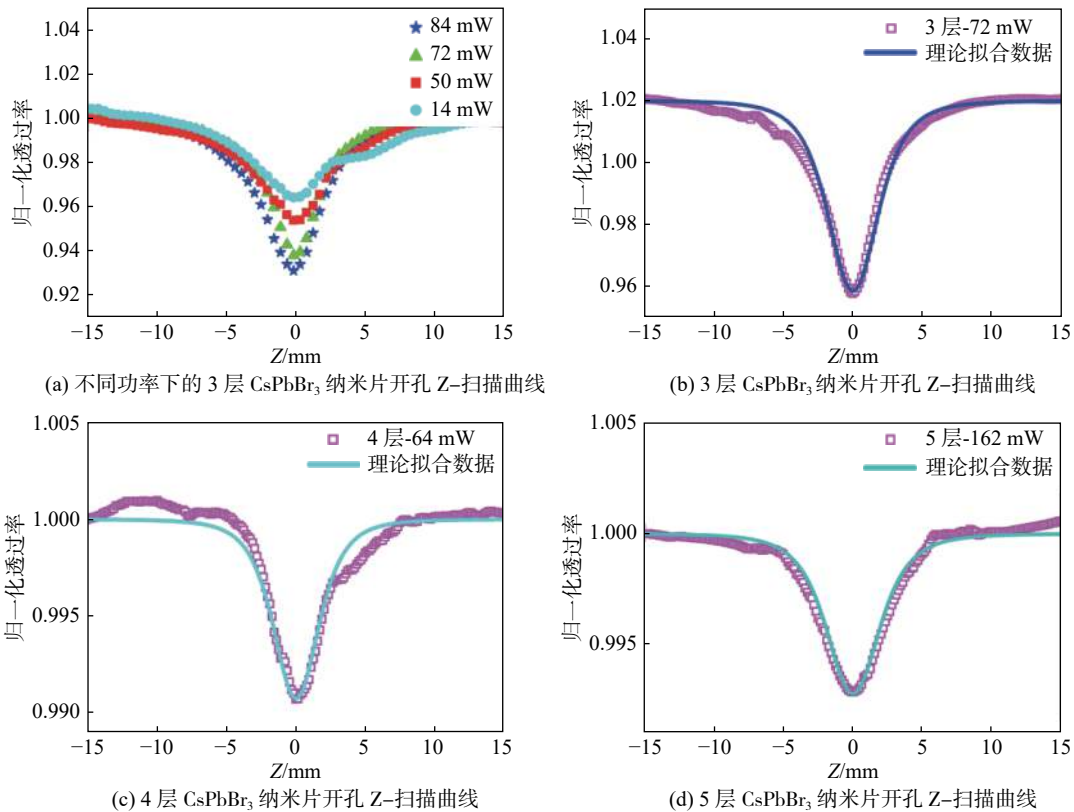 1.04
1.02
1.00
0.98
0.96
0.94
0.92
归一化透过率
84 mW
72 mW
50 mW
14 mW
−15 −10 −5 0 5 10 15
Z/mm
(a) 不同功率下的 3 层 CsPbBr₃ 纳米片开孔 Z−扫描曲线
1.04
1.02
1.00
0.98
0.96
归一化透过率
3 层-72 mW
理论拟合数据
−15 −10 −5 0 5 10 15
Z/mm
(b) 3 层 CsPbBr₃ 纳米片开孔 Z−扫描曲线
1.005
1.000
0.995
0.990
归一化透过率
4 层-64 mW
理论拟合数据
−15 −10 −5 0 5 10 15
Z/mm
(c) 4 层 CsPbBr₃ 纳米片开孔 Z−扫描曲线
1.005
1.000
0.995
归一化透过率
5 层-162 mW
理论拟合数据
−15 −10 −5 0 5 10 15
Z/mm
(d) 5 层 CsPbBr₃ 纳米片开孔 Z−扫描曲线